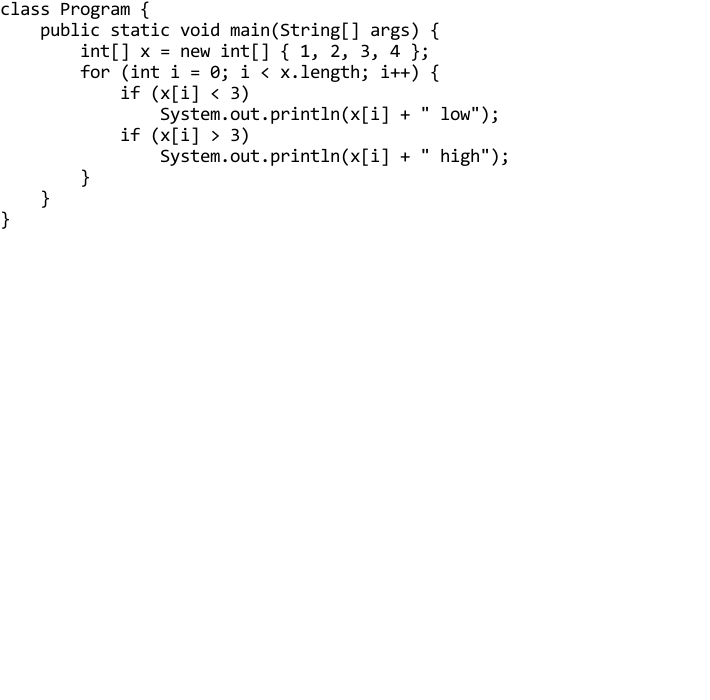 class Program {
    public static void main(String[] args) {
        int[] x = new int[] { 1, 2, 3, 4 };
        for (int i = 0; i < x.length; i++) {
            if (x[i] < 3)
                System.out.println(x[i] + " low");
            if (x[i] > 3)
                System.out.println(x[i] + " high");
        }
    }
}